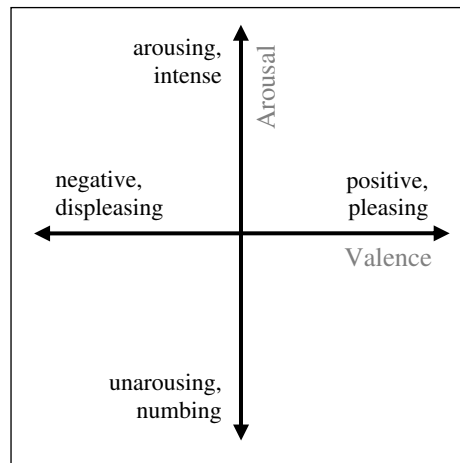 arousing,
intense
Arousal
negative,
displeasing
positive,
pleasing
Valence
unarousing,
numbing